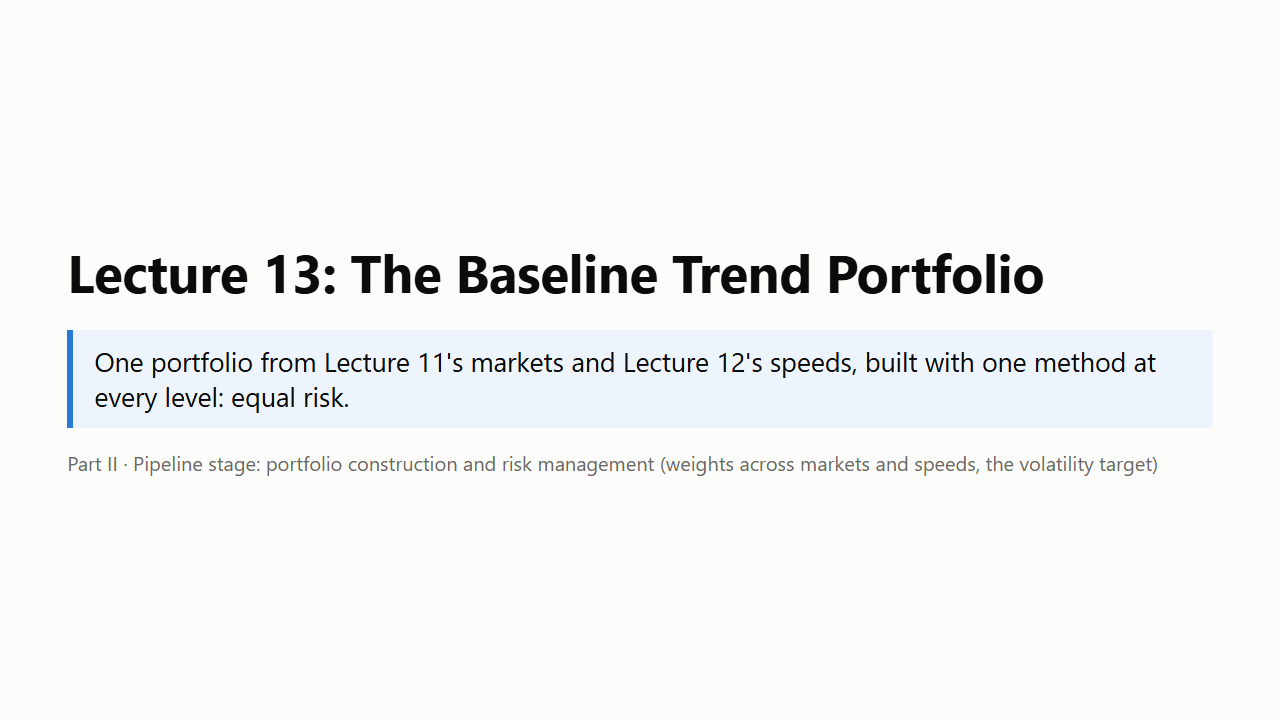 Lecture 13: The Baseline Trend Portfolio
One portfolio from Lecture 11's markets and Lecture 12's speeds, built with one method at
every level: equal risk.
Part II · Pipeline stage: portfolio construction and risk management (weights across markets and speeds, the volatility target)